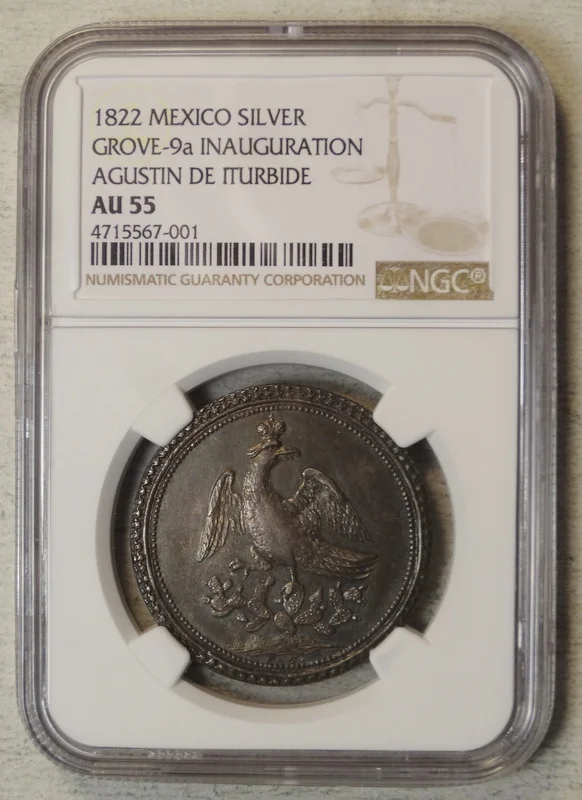 1822 MEXICO SILVER
GROVE-9a INAUGURATION
AGUSTIN DE ITURBIDE
AU 55
4715567-001
NUMISMATIC GUARANTY CORPORATION
NGC®